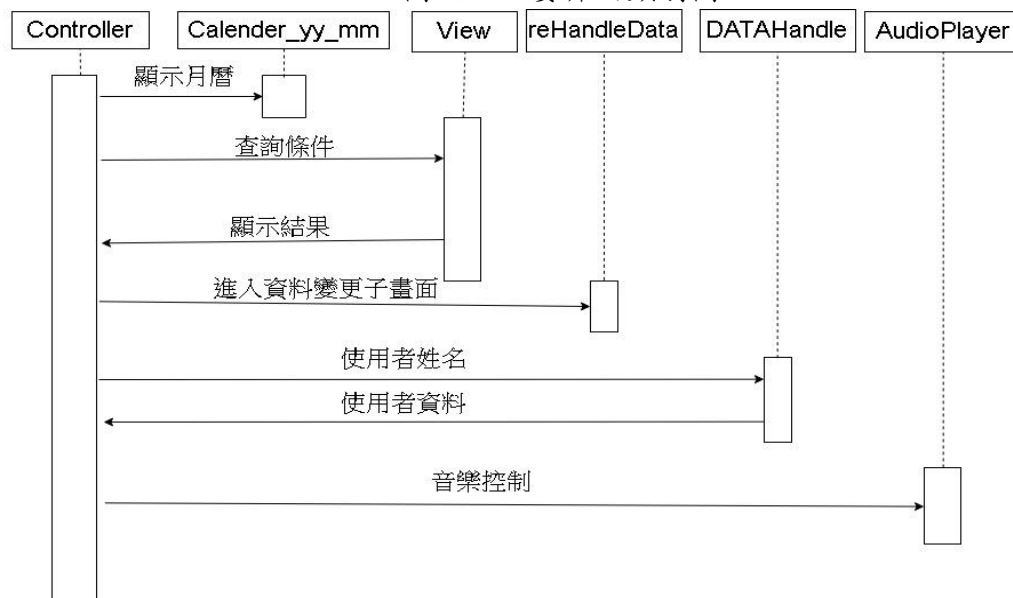 Controller
Calender_yy_mm
View
reHandleData
DATAHandle
AudioPlayer
顯示月曆
查詢條件
顯示結果
進入資料變更子畫面
使用者姓名
使用者資料
音樂控制